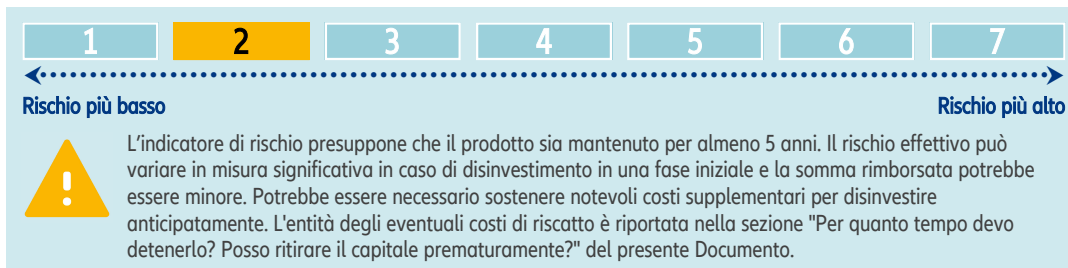 1 2 3 4 5 6 7
Rischio più basso Rischio più alto
L'indicatore di rischio presuppone che il prodotto sia mantenuto per almeno 5 anni. Il rischio effettivo può
variare in misura significativa in caso di disinvestimento in una fase iniziale e la somma rimborsata potrebbe
essere minore. Potrebbe essere necessario sostenere notevoli costi supplementari per disinvestire
anticipatamente. L'entità degli eventuali costi di riscatto è riportata nella sezione "Per quanto tempo devo
detenerlo? Posso ritirare il capitale prematuramente?" del presente Documento.